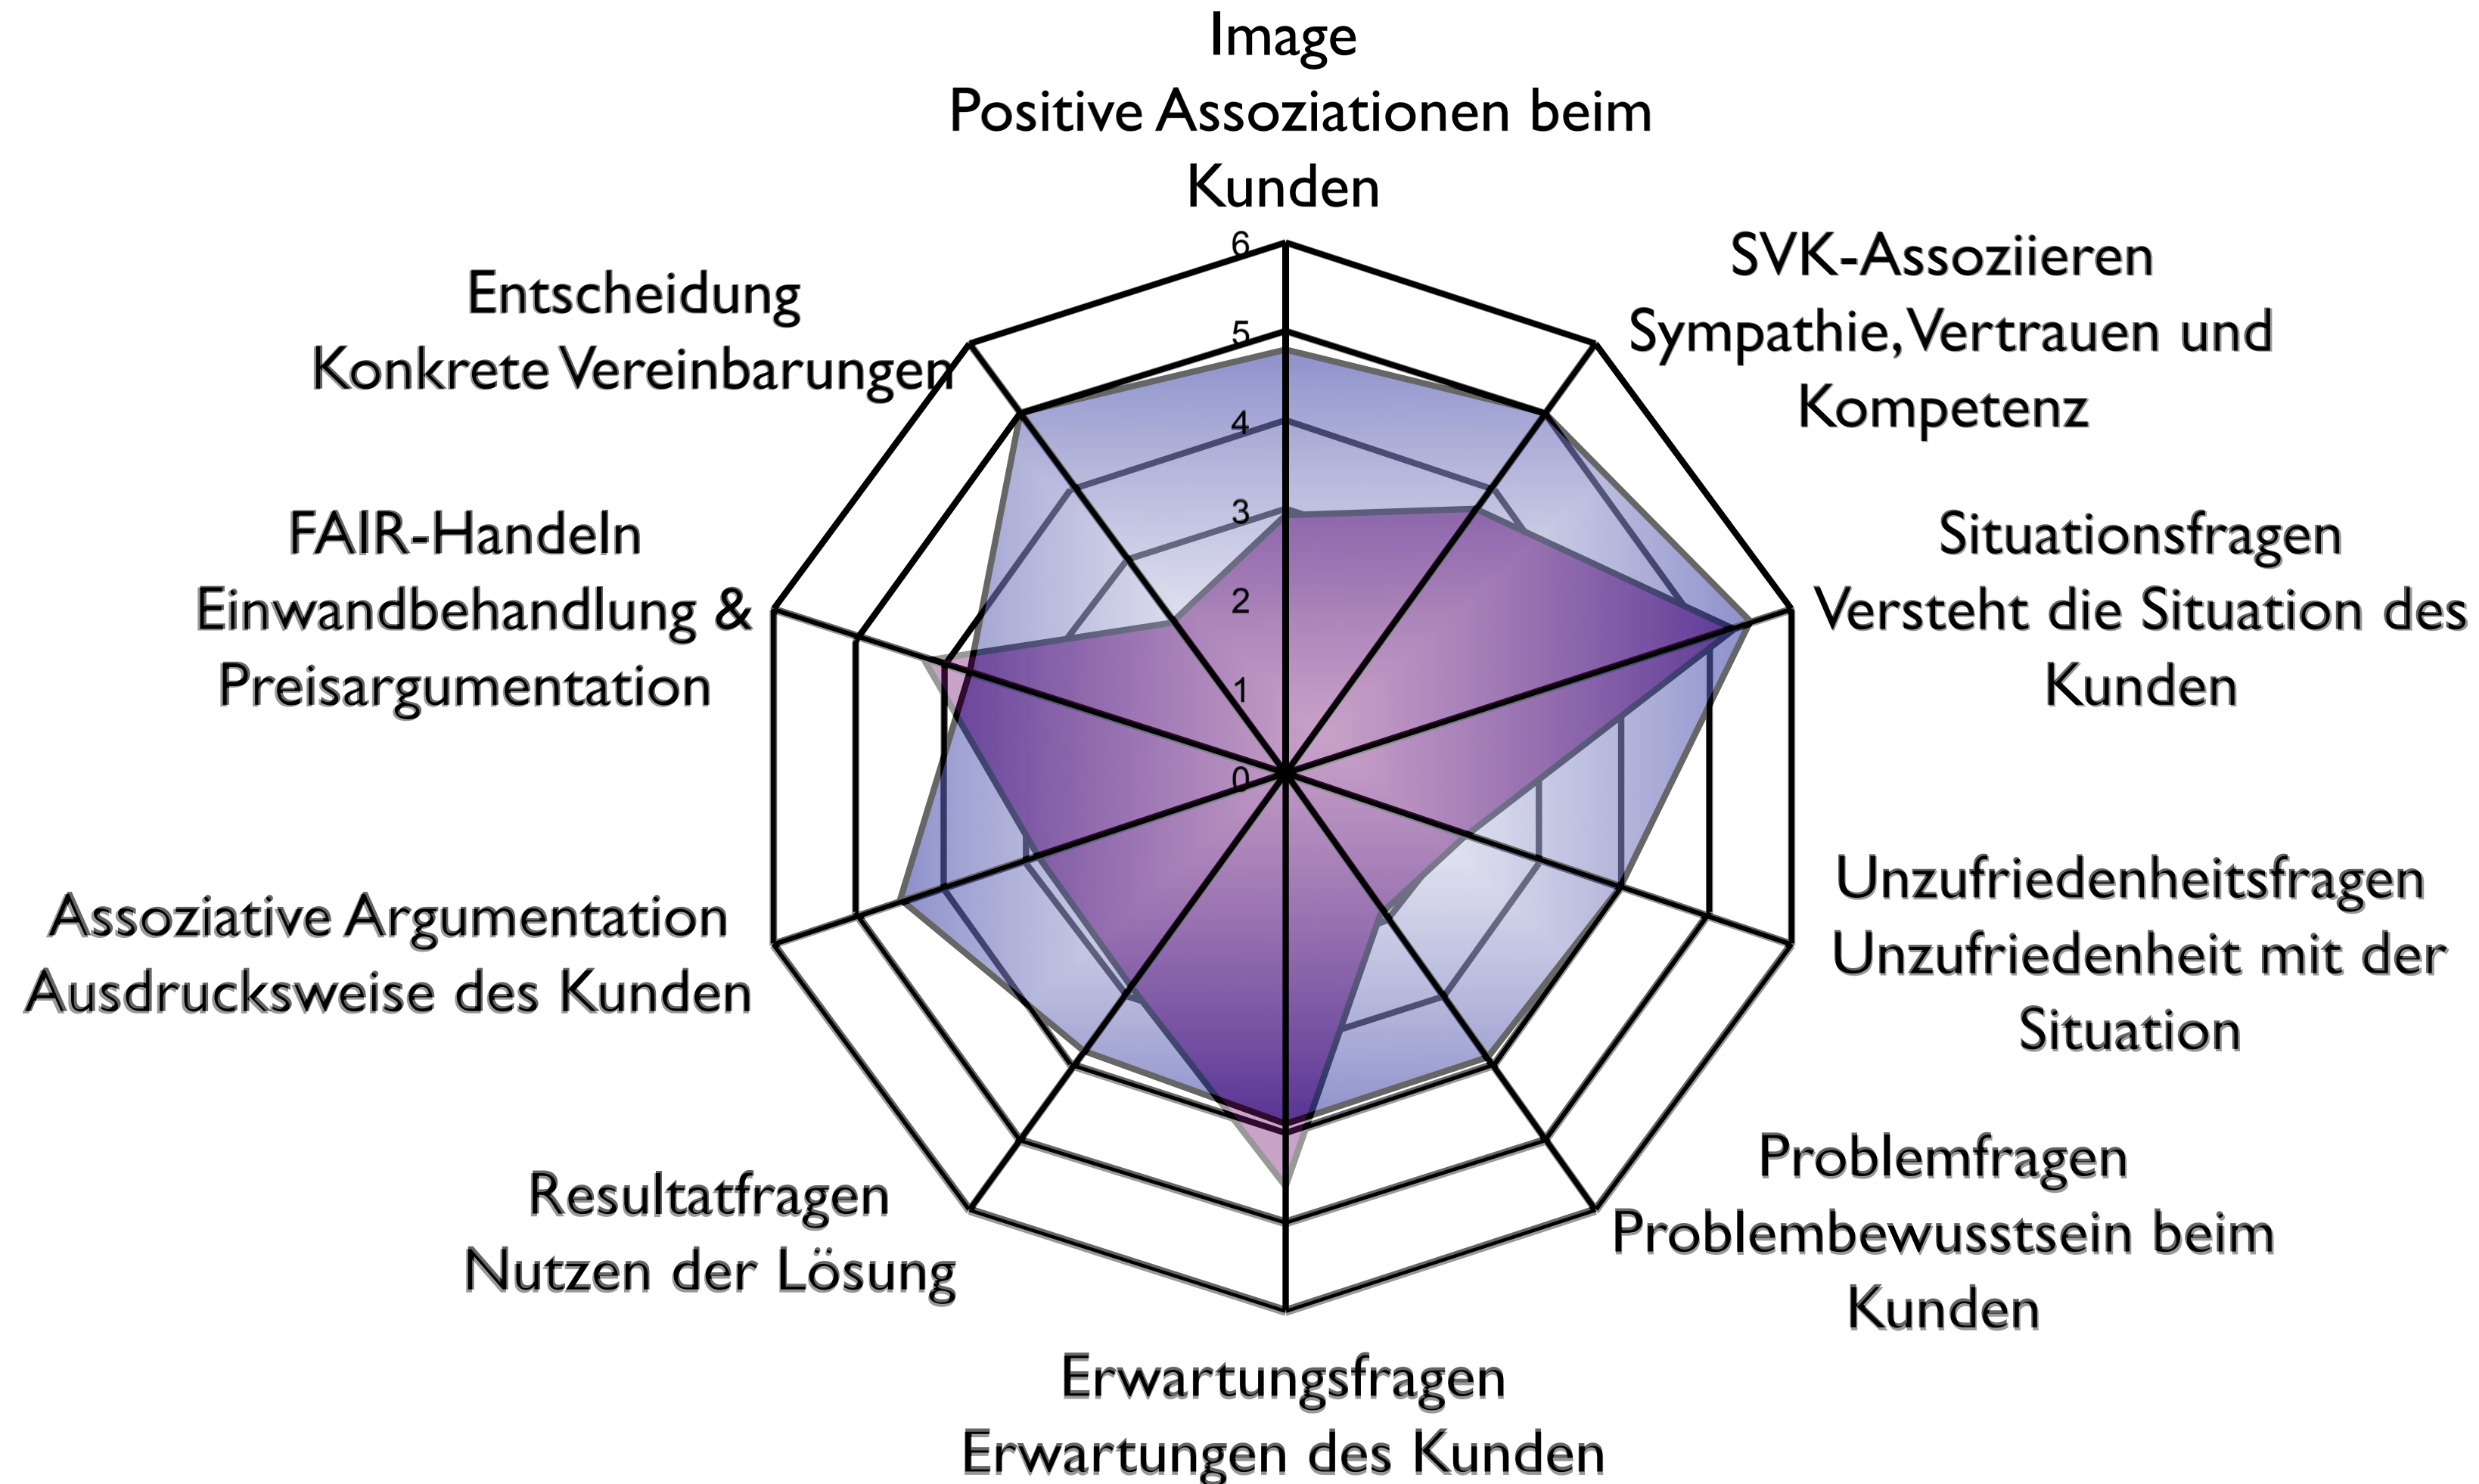 Image
Positive Assoziationen beim
Kunden
SVK-Assoziieren
Sympathie, Vertrauen und
Kompetenz
Situationsfragen
Versteht die Situation des
Kunden
Unzufriedenheitsfragen
Unzufriedenheit mit der
Situation
Problemfragen
Problembewusstsein beim
Kunden
Erwartungsfragen
Erwartungen des Kunden
Resultatfragen
Nutzen der Lösung
Assoziative Argumentation
Ausdrucksweise des Kunden
FAIR-Handeln
Einwandbehandlung &
Preisargumentation
Entscheidung
Konkrete Vereinbarungen
6
5
4
3
2
1
0